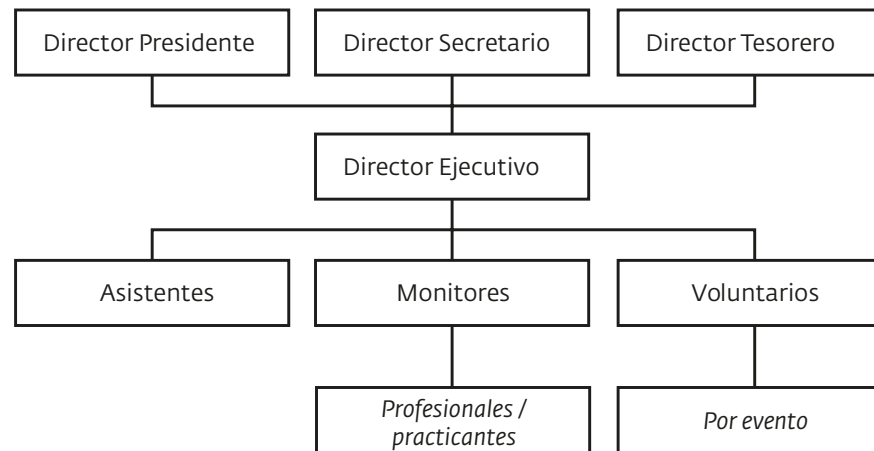 Director Presidente
Director Secretario
Director Tesorero
Director Ejecutivo
Asistentes
Monitores
Voluntarios
Profesionales /
practicantes
Por evento